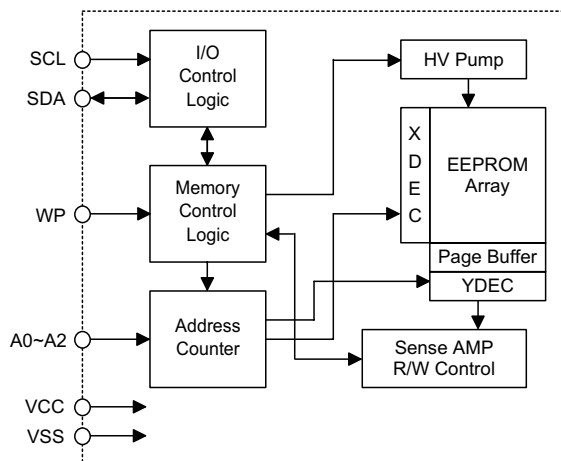 SCL
SDA
WP
A0~A2
VCC
VSS
I/O
Control
Logic
Memory
Control
Logic
Address
Counter
HV Pump
X
D
E
C
EEPROM
Array
Page Buffer
YDEC
Sense AMP
R/W Control